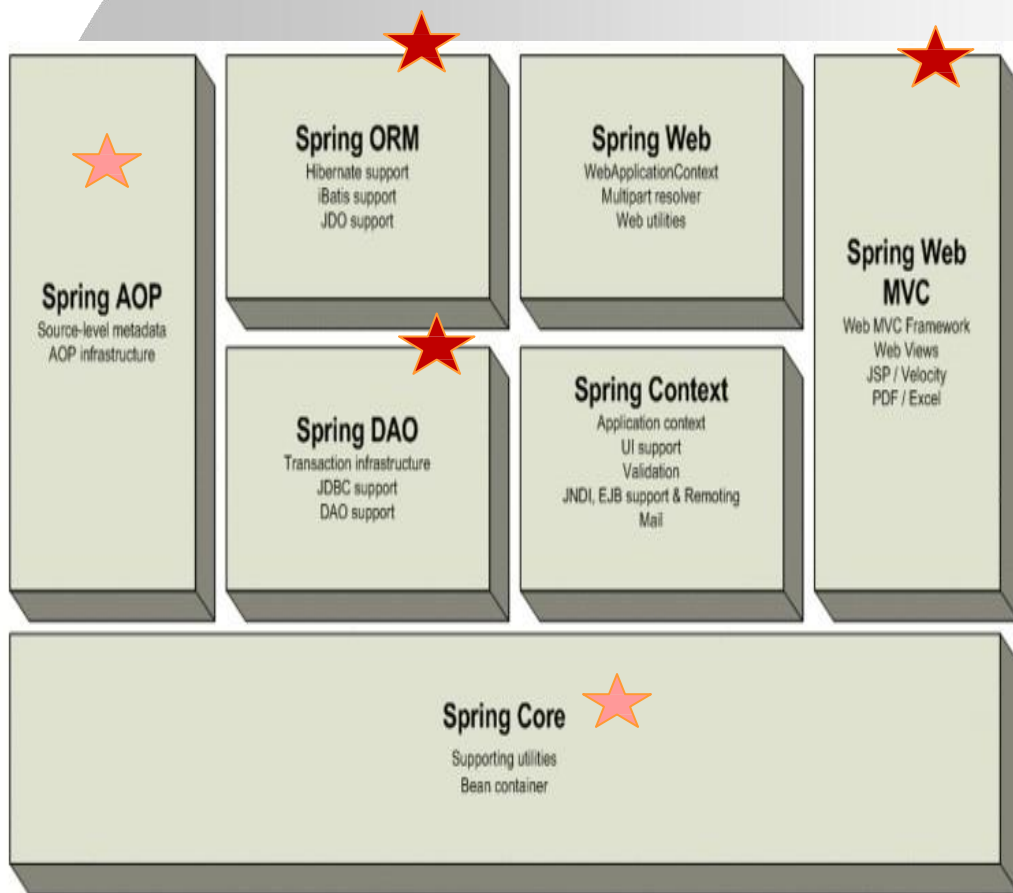 Spring AOP
Source-level metadata
AOP infrastructure
Spring ORM
Hibernate support
iBatis support
JDO support
Spring Web
WebApplicationContext
Multipart resolver
Web utilities
Spring Web
MVC
Web MVC Framework
Web Views
JSP / Velocity
PDF / Excel
Spring DAO
Transaction infrastructure
JDBC support
DAO support
Spring Context
Application context
UI support
Validation
JNDI, EJB support & Remoting
Mail
Spring Core
Supporting utilities
Bean container